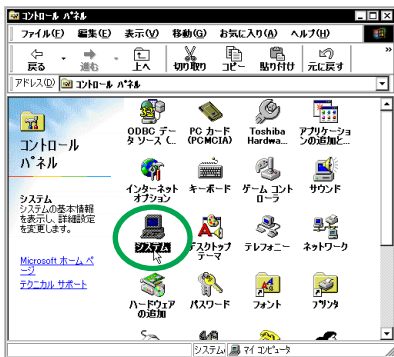 コントロール パネル
ファイル(F) 編集(E) 表示(V) 移動(G) お気に入り(A) ヘルプ(H)
戻る 進む 上へ 切り取り コピー 貼り付け 元に戻す
アドレス(D) コントロール パネル
コントロール
パネル
システム
システムの基本情報
を表示し、詳細設定
を変更します。
Microsoft ホーム ペ
ージ
テクニカル サポート
ODBC デー
タ ソース (...
PC カード
(PCMCIA)
Toshiba
Hardwa...
アプリケーショ
ンの追加と...
インターネット
オプション
キーボード
ゲーム コント
ローラ
サウンド
システム
デスクトップ
テーマ
テレフォニー
ネットワーク
ハードウェア
の追加
パスワード
フォント
プリンタ
システム
マイ コンピュータ